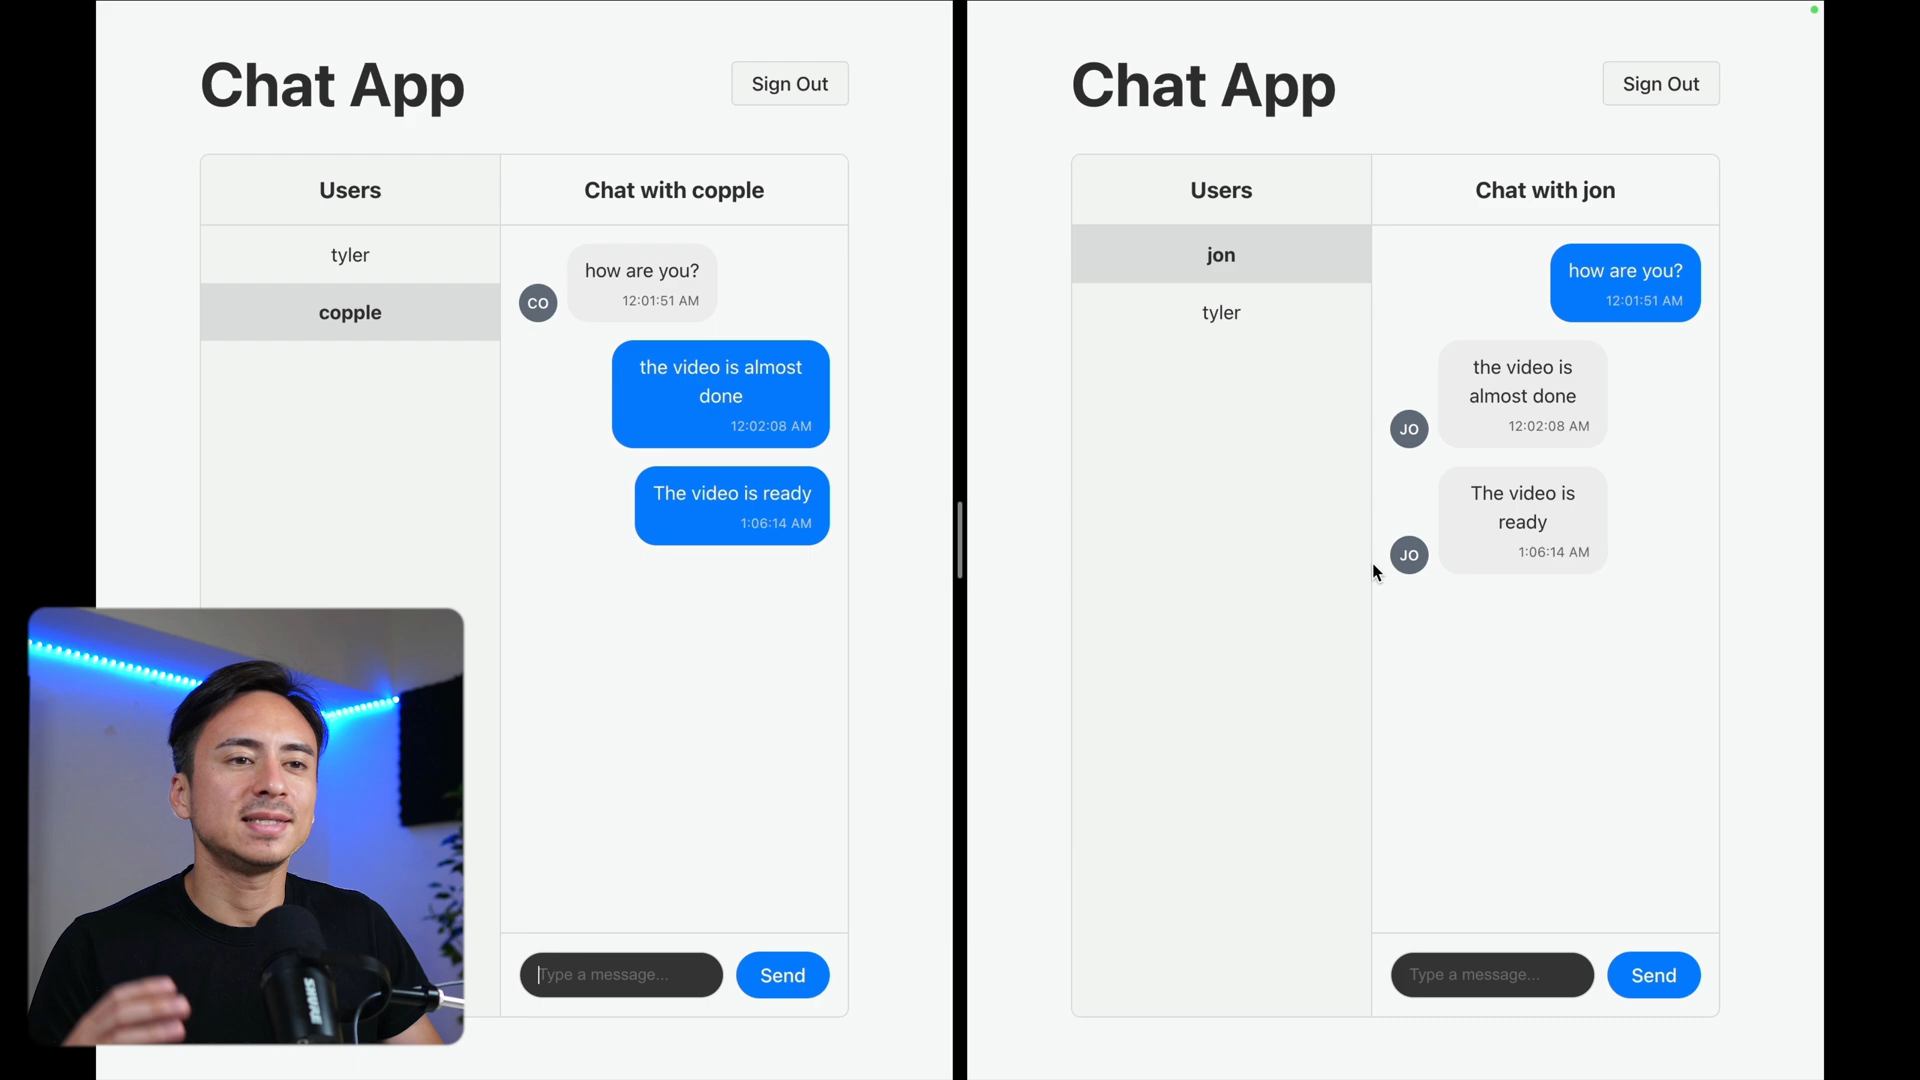 Chat App
Sign Out
Users
Chat with copple
tyler
copple
how are you?
12:01:51 AM
CO
the video is almost
done
12:02:08 AM
The video is ready
1:06:14 AM
Type a message...
Send
SHURE
Chat App
Sign Out
Users
Chat with jon
jon
tyler
how are you?
12:01:51 AM
the video is
almost done
12:02:08 AM
JO
The video is
ready
1:06:14 AM
JO
Type a message...
Send